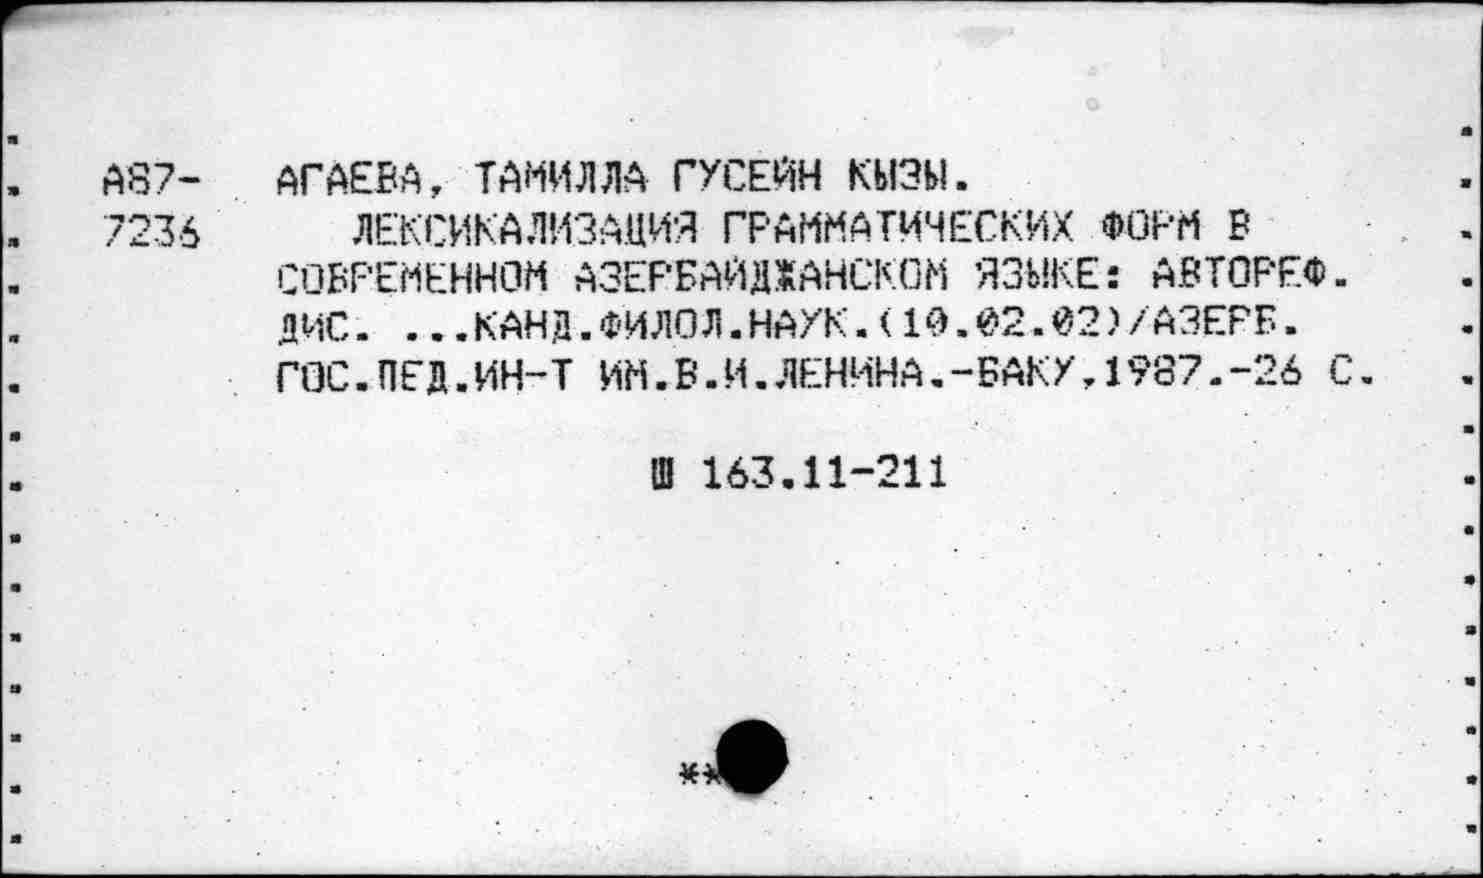 А87- АГАЕВА, ТАМИЛЛА ГУСЕЙН КЫЗЫ.
7236 ЛЕКСИКАЛИЗАЦИЯ ГРАММАТИЧЕСКИХ ФОРМ В
СОВРЕМЕННОМ АЗЕРБАЙДЖАНСКОМ ЯЗЫКЕ: АВТОРЕФ.
ДИС. ...КАНД.ФИЛОЛ.НАУК.(10.02.02)/АЗЕРБ.
ГОС.ПЕД.ИН-Т ИМ.В.И.ЛЕНИНА.-БАКУ,1987.-26 С.
Ш 163.11-211
**